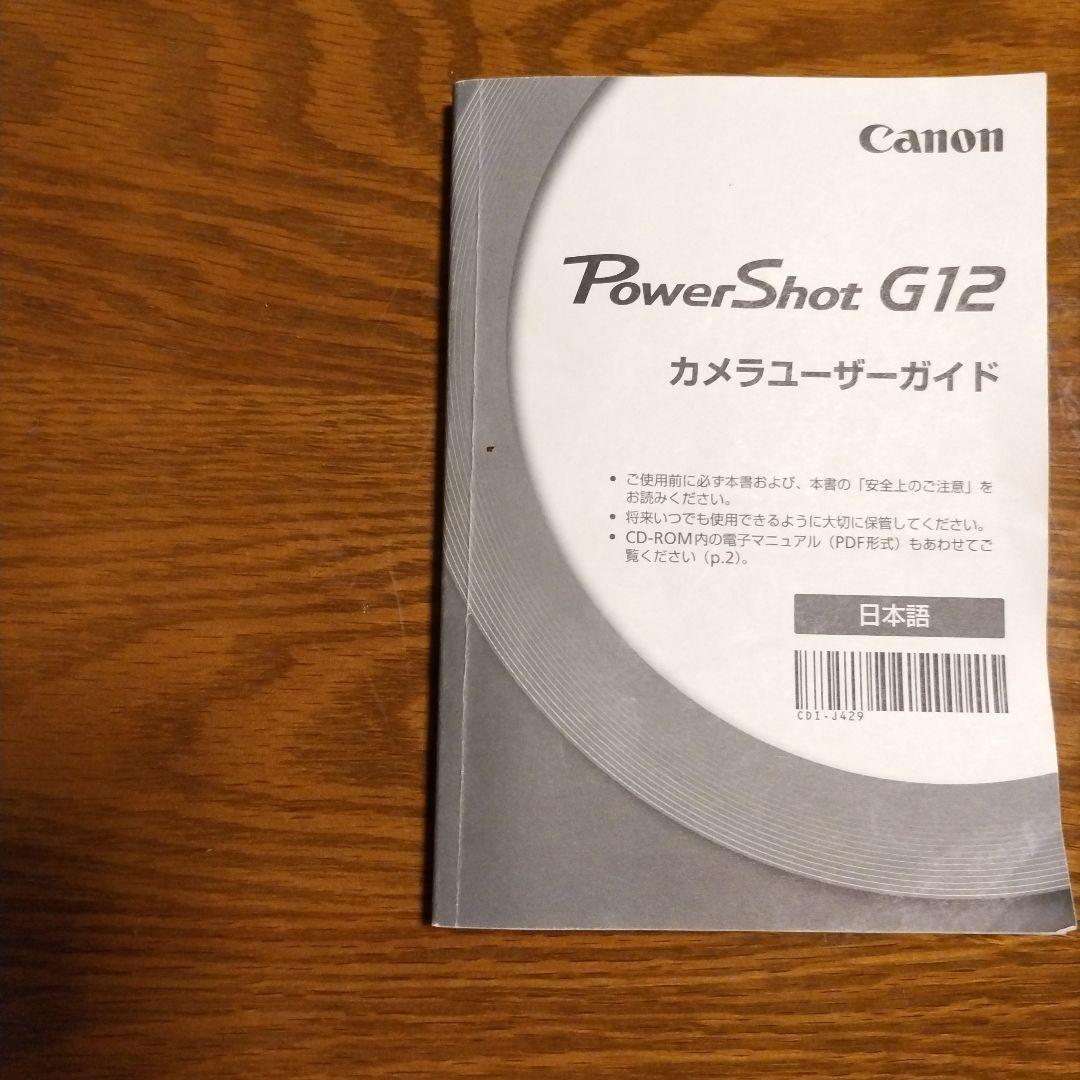 Canon
PowerShot G12
カメラユーザーガイド
• ご使用前に必ず本書および、本書の「安全上のご注意」を
お読みください。
• 将来いつでも使用できるように大切に保管してください。
• CD-ROM内の電子マニュアル（PDF形式）もあわせてご
覧ください（p.2）。
日本語
CDI-J429